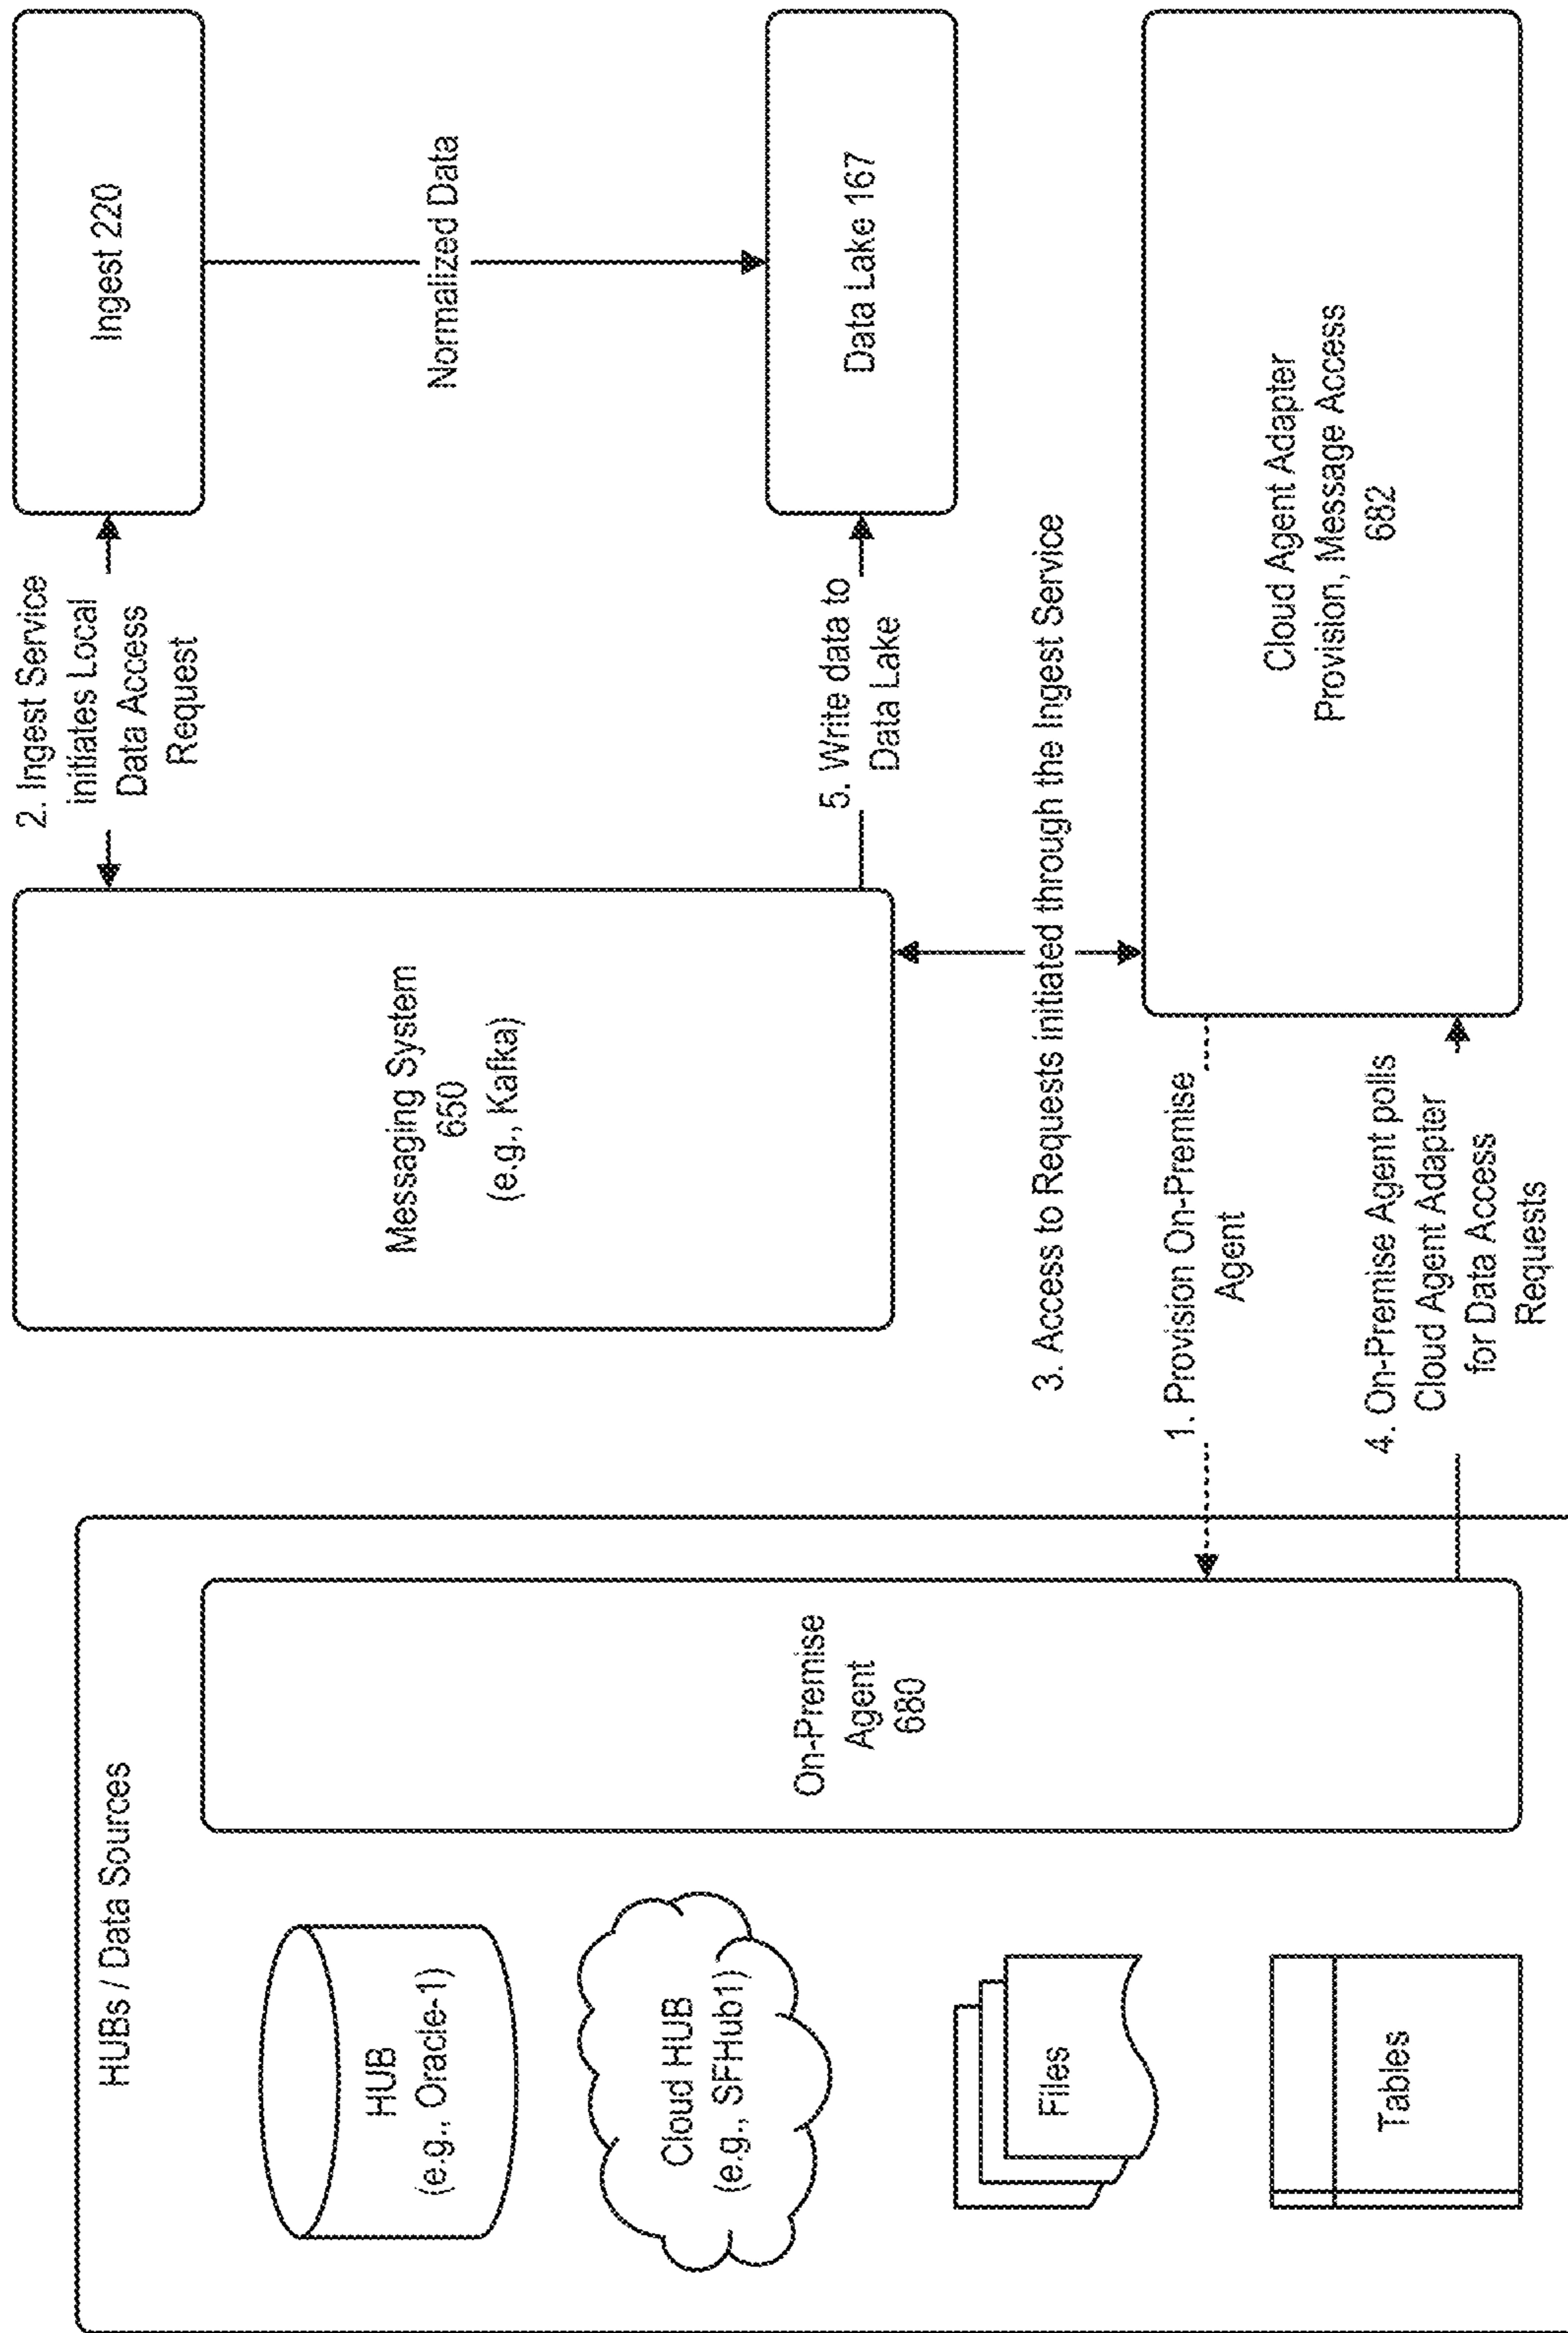 HUBs / Data Sources
HUB
(e.g., Oracle-1)
Cloud HUB
(e.g., SFHub1)
Files
Tables
On-Premise
Agent
680
Messaging System
650
(e.g., Kafka)
2. Ingest Service
initiates Local
Data Access
Request
Ingest 220
Normalized Data
5. Write data to
Data Lake
Data Lake 167
3. Access to Requests initiated through the Ingest Service
1. Provision On-Premise
Agent
4. On-Premise Agent polls
Cloud Agent Adapter
for Data Access
Requests
Cloud Agent Adapter
Provision, Message Access
682